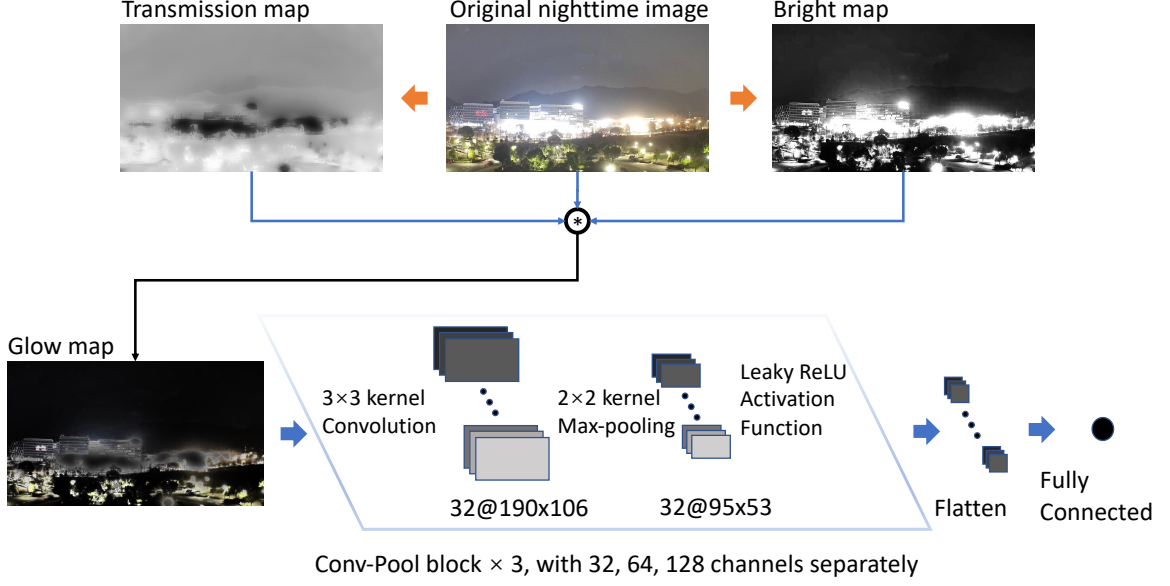 Transmission map
Original nighttime image
Bright map
*
Glow map
3×3 kernel
Convolution
2×2 kernel
Max-pooling
Leaky ReLU
Activation
Function
32@190x106
32@95x53
Flatten
Fully
Connected
Conv-Pool block × 3, with 32, 64, 128 channels separately